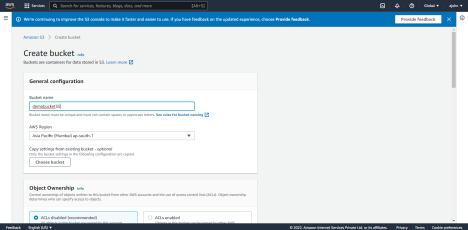 aws
Services
Search for services, features, blogs, docs, and more
[Alt+S]
Global
We're continuing to improve the S3 console to make it faster and easier to use. If you have feedback on the updated experience, choose Provide feedback.
Provide feedback
Amazon S3 > Create bucket
Create bucket Info
Buckets are containers for data stored in S3. Learn more
General configuration
Bucket name
Bucket name must be unique and must not contain spaces or uppercase letters. See rules for bucket naming
AWS Region
Asia Pacific (Mumbai) ap-south-1
Copy settings from existing bucket - optional
Only the bucket settings in the following configuration are copied.
Choose bucket
Object Ownership Info
Control ownership of objects written to this bucket from other AWS accounts and the use of access control lists (ACLs). Object ownership
determines who can specify access to objects.
ACLs disabled (recommended)
ACLs enabled
Feedback
English (US)
© 2022, Amazon Internet Services Private Ltd. or its affiliates.
Privacy
Terms
Cookie preferences